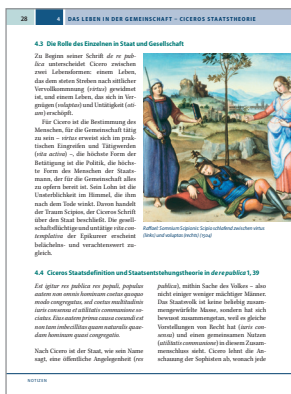 28
4 DAS LEBEN IN DER GEMEINSCHAFT – CICEROS STAATSTHEORIE
4.3 Die Rolle des Einzelnen in Staat und Gesellschaft
Zu Beginn seiner Schrift de re pub-
lica unterscheidet Cicero zwischen
zwei Lebensformen: einem Leben,
das dem steten Streben nach sittlicher
Vervollkommnung (virtus) gewidmet
ist, und einem Leben, das sich in Ver-
gnügen (voluptas) und Untätigkeit (oti-
um) erschöpft.
Für Cicero ist die Bestimmung des
Menschen, für die Gemeinschaft tätig
zu sein – virtus erweist sich im prak-
tischen Eingreifen und Tätigwerden
(vita activa) –, die höchste Form der
Betätigung ist die Politik, die höchs-
te Form des Menschen der Staats-
mann, der für die Gemeinschaft alles
zu opfern bereit ist. Sein Lohn ist die
Unsterblichkeit im Himmel, die ihm
nach dem Tode winkt. Davon handelt
der Traum Scipios, der Ciceros Schrift
über den Staat beschließt. Die gesell-
schaftsflüchtige und untätige vita con-
templativa der Epikureer erscheint
belächelns- und verachtenswert zu-
gleich.
Raffael: Somnium Scipionis: Scipio schlafend zwischen virtus
(links) und voluptas (rechts) (1504)
4.4 Ciceros Staatsdefinition und Staatsentstehungstheorie in de re publica 1, 39
Est igitur res publica res populi, populus
autem non omnis hominum coetus quoquo
modo congregatus, sed coetus multitudinis
iuris consensu et utilitatis communione so-
ciatus. Eius autem prima causa coeundi est
non tam imbecillitas quam naturalis quae-
dam hominum quasi congregatio.
Nach Cicero ist der Staat, wie sein Name
sagt, eine öffentliche Angelegenheit (res
publica), mithin Sache des Volkes – also
nicht einiger weniger mächtiger Männer.
Das Staatsvolk ist keine beliebig zusam-
mengewürfelte Masse, sondern hat sich
bewusst zusammengetan, weil es gleiche
Vorstellungen von Recht hat (iuris con-
sensu) und einen gemeinsamen Nutzen
(utilitatis communione) in diesem Zusam-
menschluss sieht. Cicero lehnt die An-
schauung der Sophisten ab, wonach jede
NOTIZEN